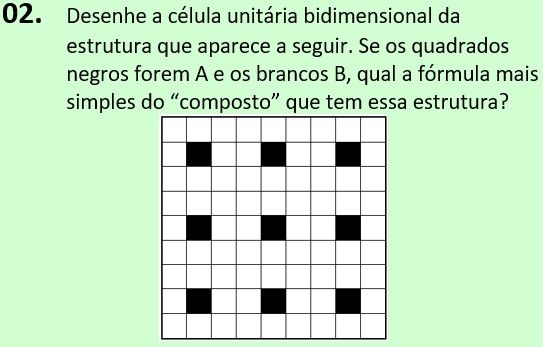 02. Desenhe a célula unitária bidimensional da
estrutura que aparece a seguir. Se os quadrados
negros forem A e os brancos B, qual a fórmula mais
simples do “composto” que tem essa estrutura?